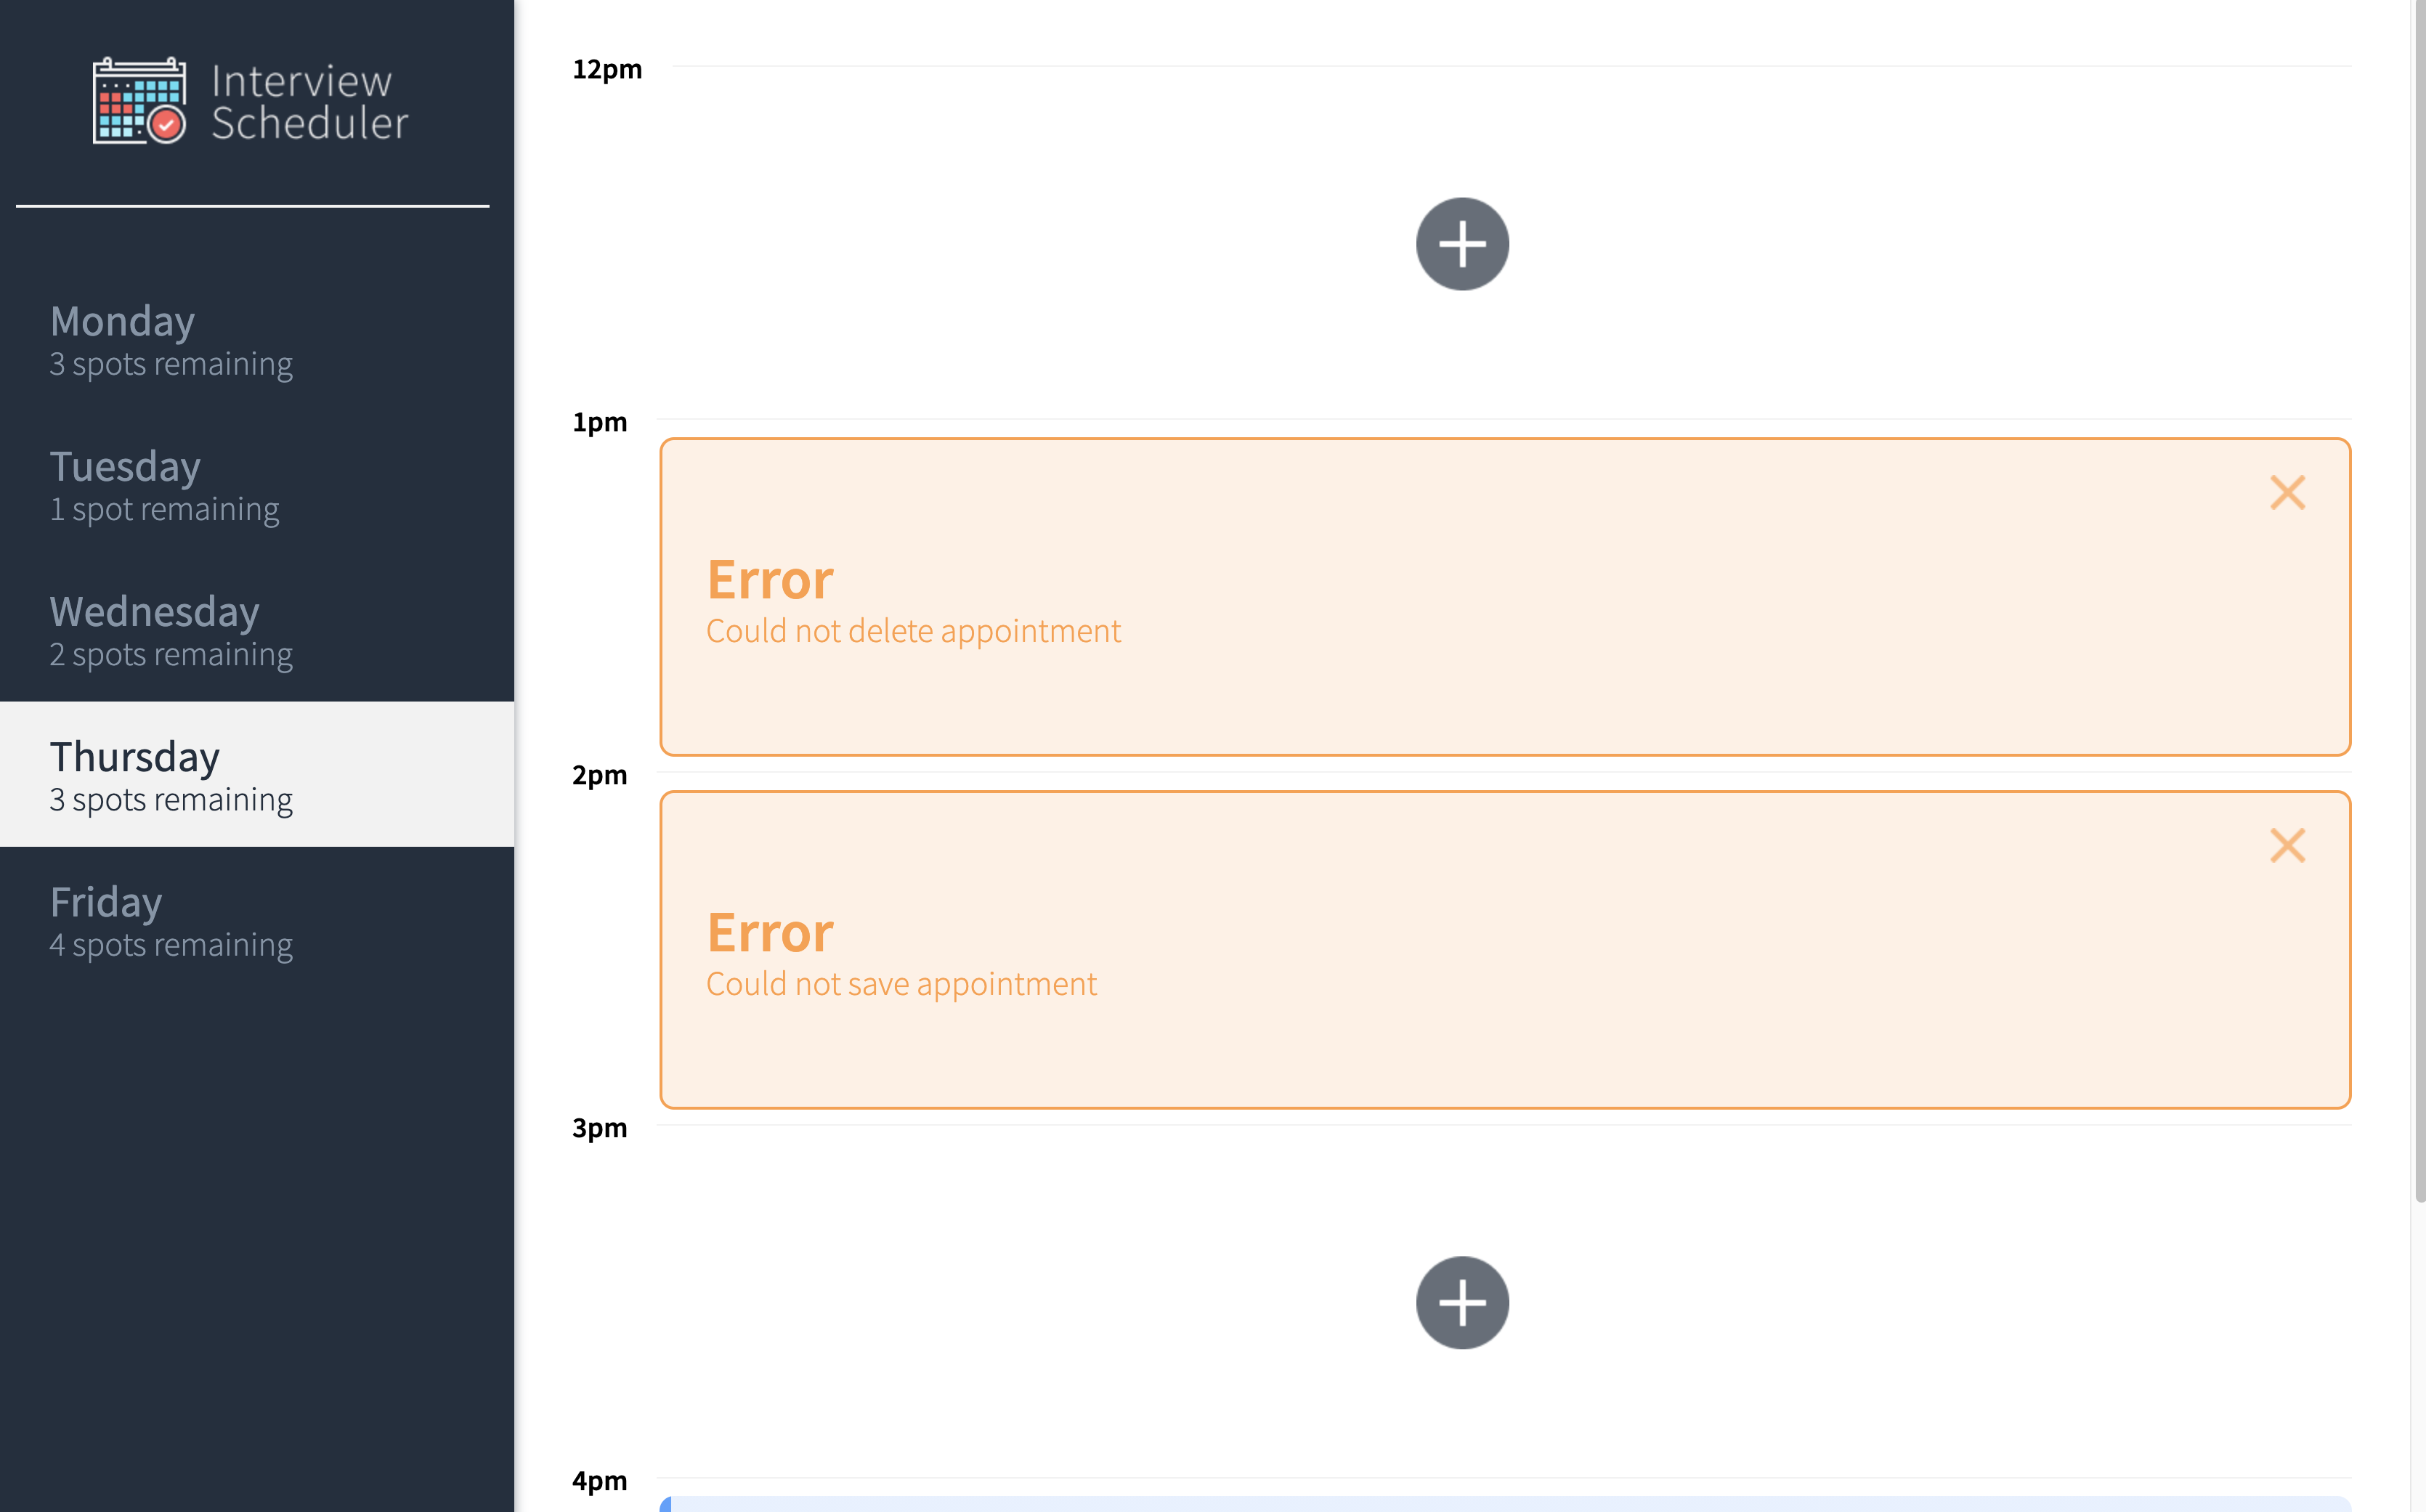 Interview
Scheduler
Monday
3 spots remaining
Tuesday
1 spot remaining
Wednesday
2 spots remaining
Thursday
3 spots remaining
Friday
4 spots remaining
12pm
1pm
Error
Could not delete appointment
2pm
Error
Could not save appointment
3pm
4pm